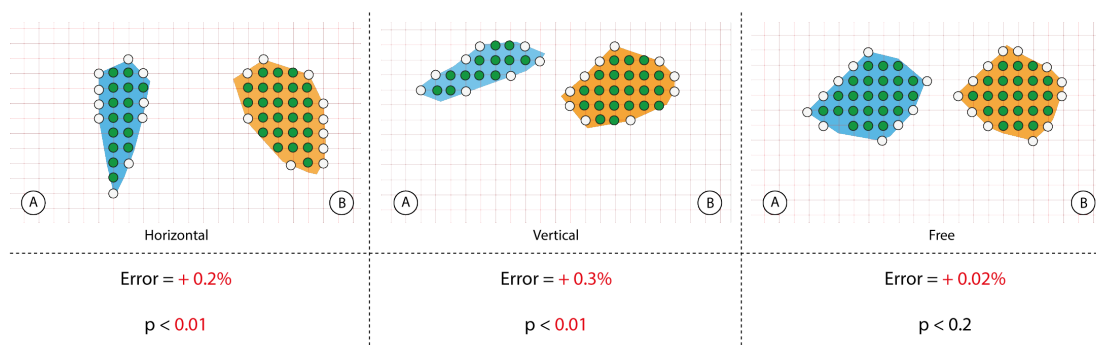 A
B
Horizontal
Error = + 0.2%
p < 0.01
A
B
Vertical
Error = + 0.3%
p < 0.01
A
B
Free
Error = + 0.02%
p < 0.2